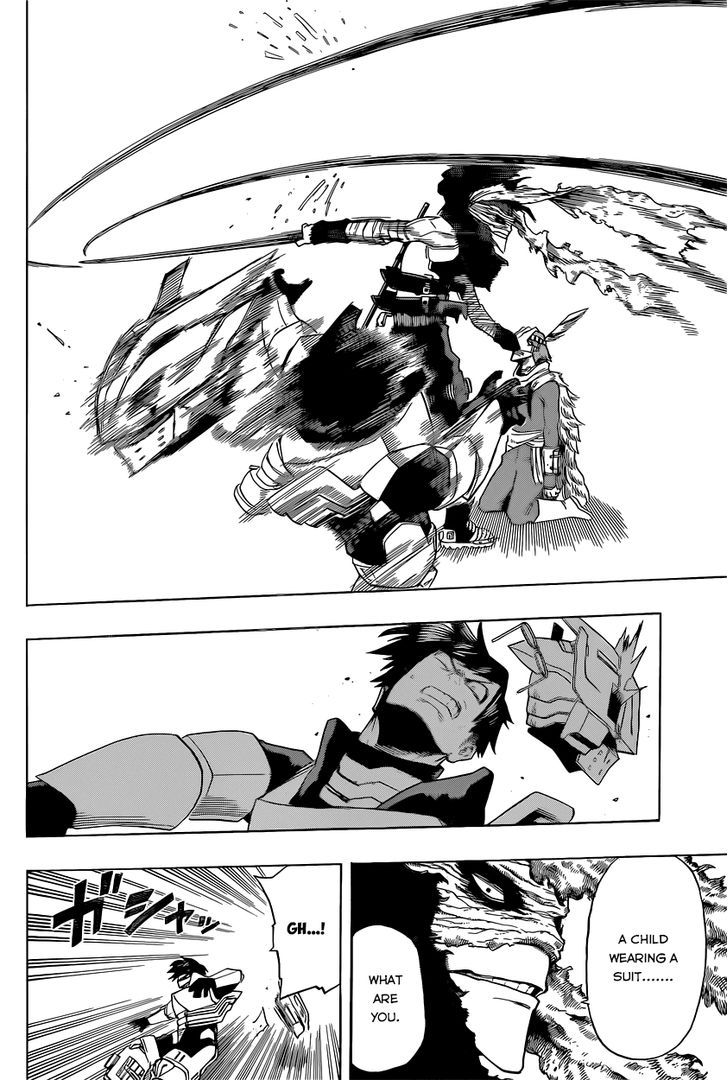 ガシャッ
GH...!
A CHILD
WEARING A
SUIT.......
WHAT
ARE
YOU.